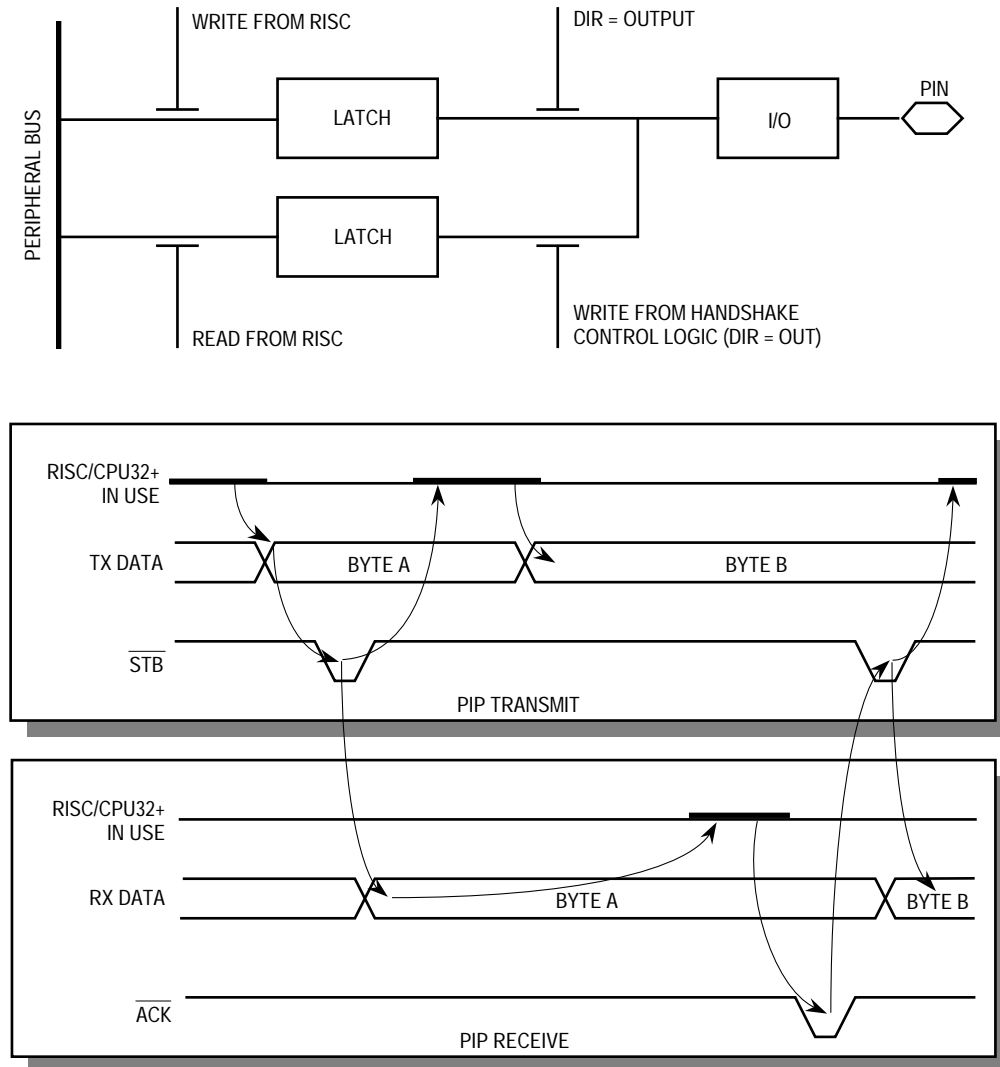 WRITE FROM RISC
DIR = OUTPUT
PERIPHERAL BUS
LATCH
I/O
PIN
LATCH
READ FROM RISC
WRITE FROM HANDSHAKE
CONTROL LOGIC (DIR = OUT)
RISC/CPU32+
IN USE
TX DATA
BYTE A
BYTE B
STB
PIP TRANSMIT
RISC/CPU32+
IN USE
RX DATA
BYTE A
BYTE B
ACK
PIP RECEIVE